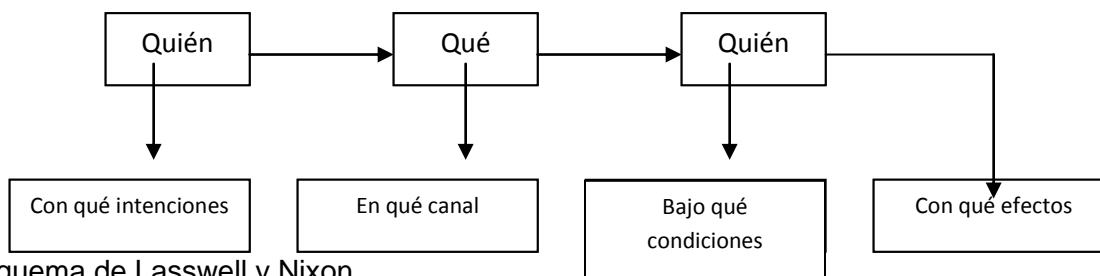 Quién
Qué
Quién
Con qué intenciones
En qué canal
Bajo qué
condiciones
Con qué efectos
quema de Lasswell y Nixon